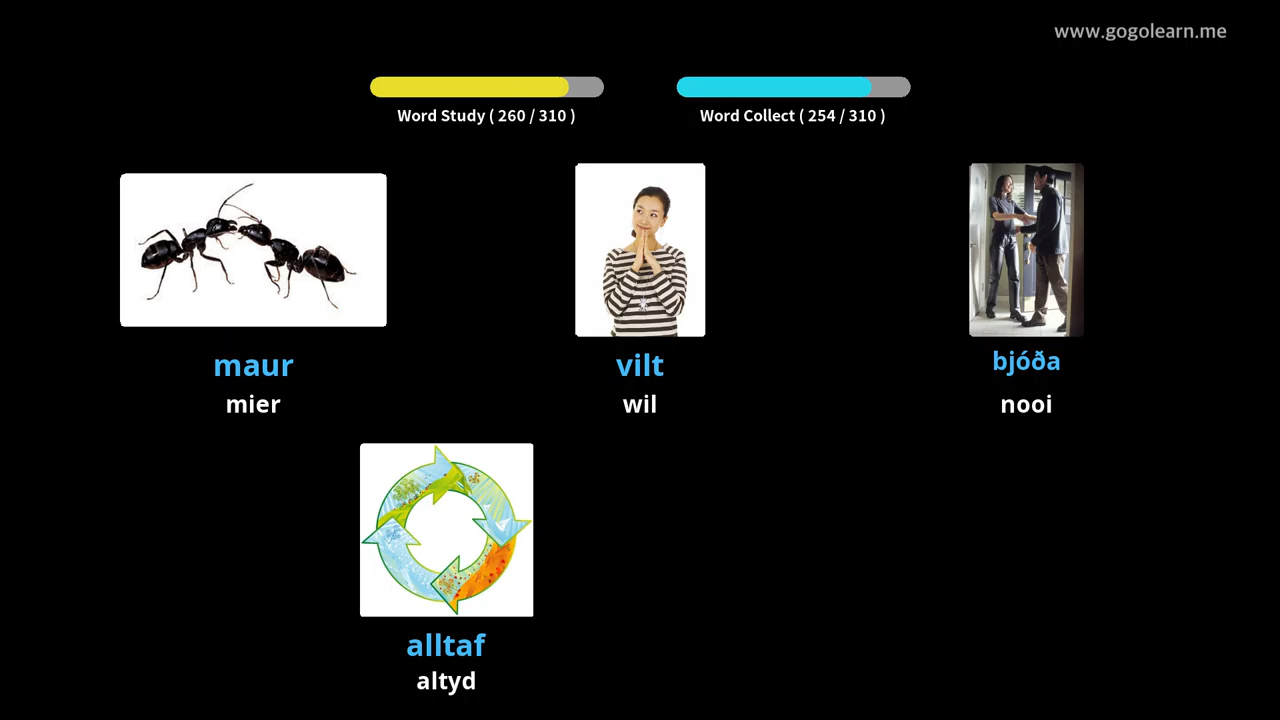 www.gogolearn.me
Word Study ( 260 / 310 )
Word Collect ( 254 / 310 )
maur
mier
vilt
wil
bjóða
nooi
alltaf
altyd